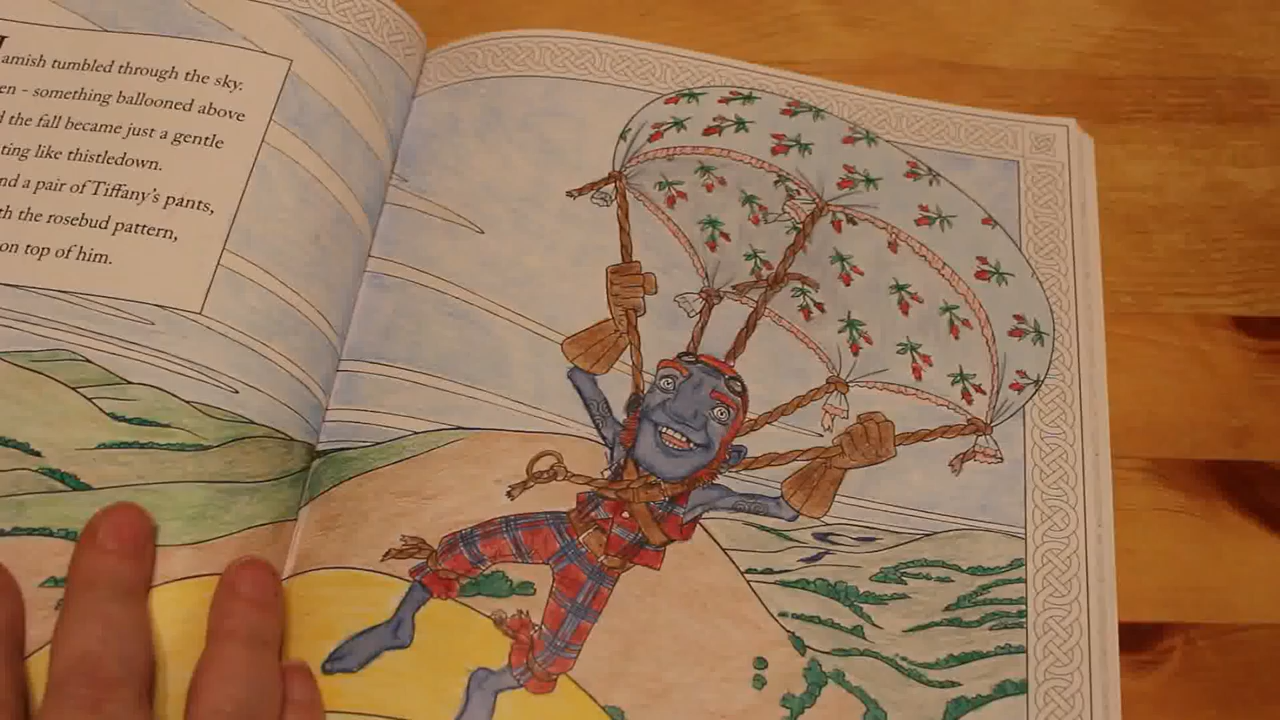 amish tumbled through the sky.
en - something ballooned above
the fall became just a gentle
ting like thistledown.
nd a pair of Tiffany's pants,
th the rosebud pattern,
on top of him.